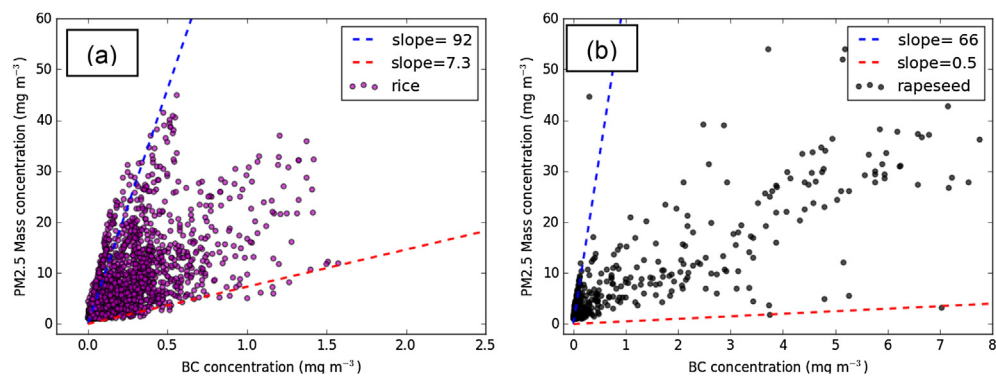 (a)
slope= 92
slope=7.3
rice
PM2.5 Mass concentration (mg m⁻³)
60
50
40
30
20
10
0
0.0 0.5 1.0 1.5 2.0 2.5
BC concentration (mg m⁻³)
(b)
slope= 66
slope=0.5
rapeseed
PM2.5 Mass concentration (mg m⁻³)
60
50
40
30
20
10
0
0 1 2 3 4 5 6 7 8
BC concentration (mg m⁻³)